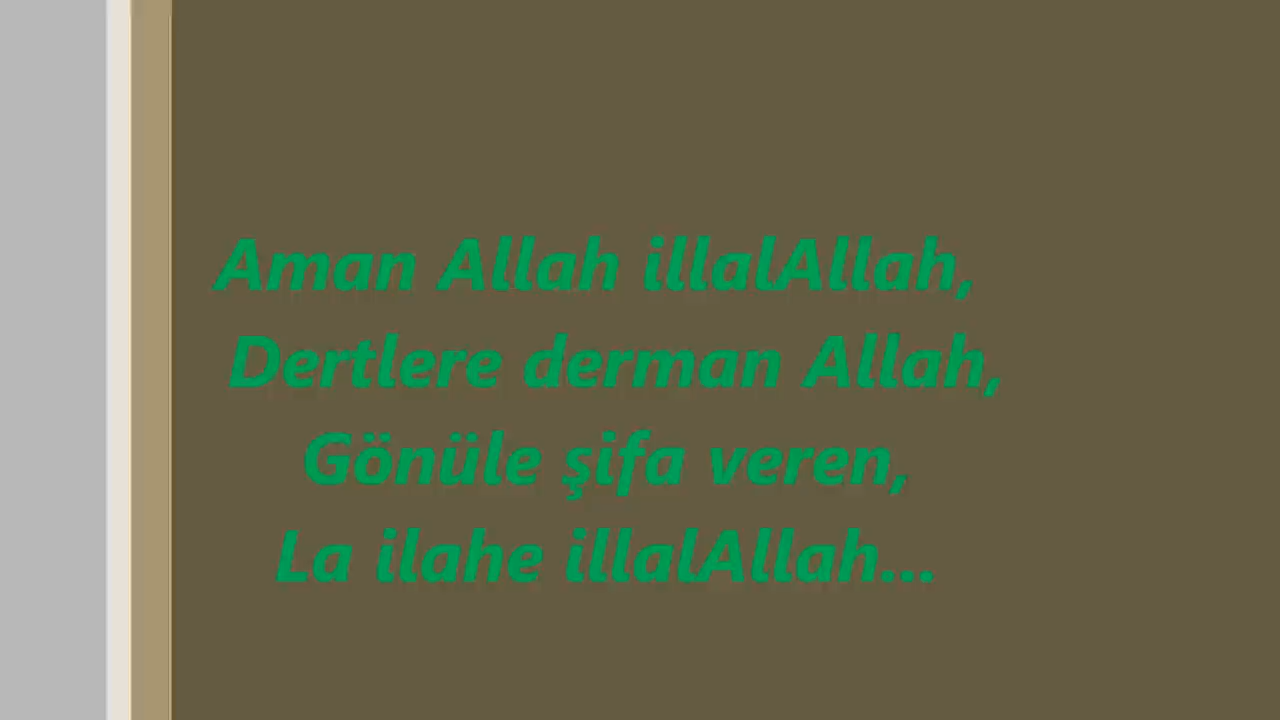 Aman Allah illalAllah,
Dertlere derman Allah,
Gönüle şifa veren,
La ilahe illalAllah...